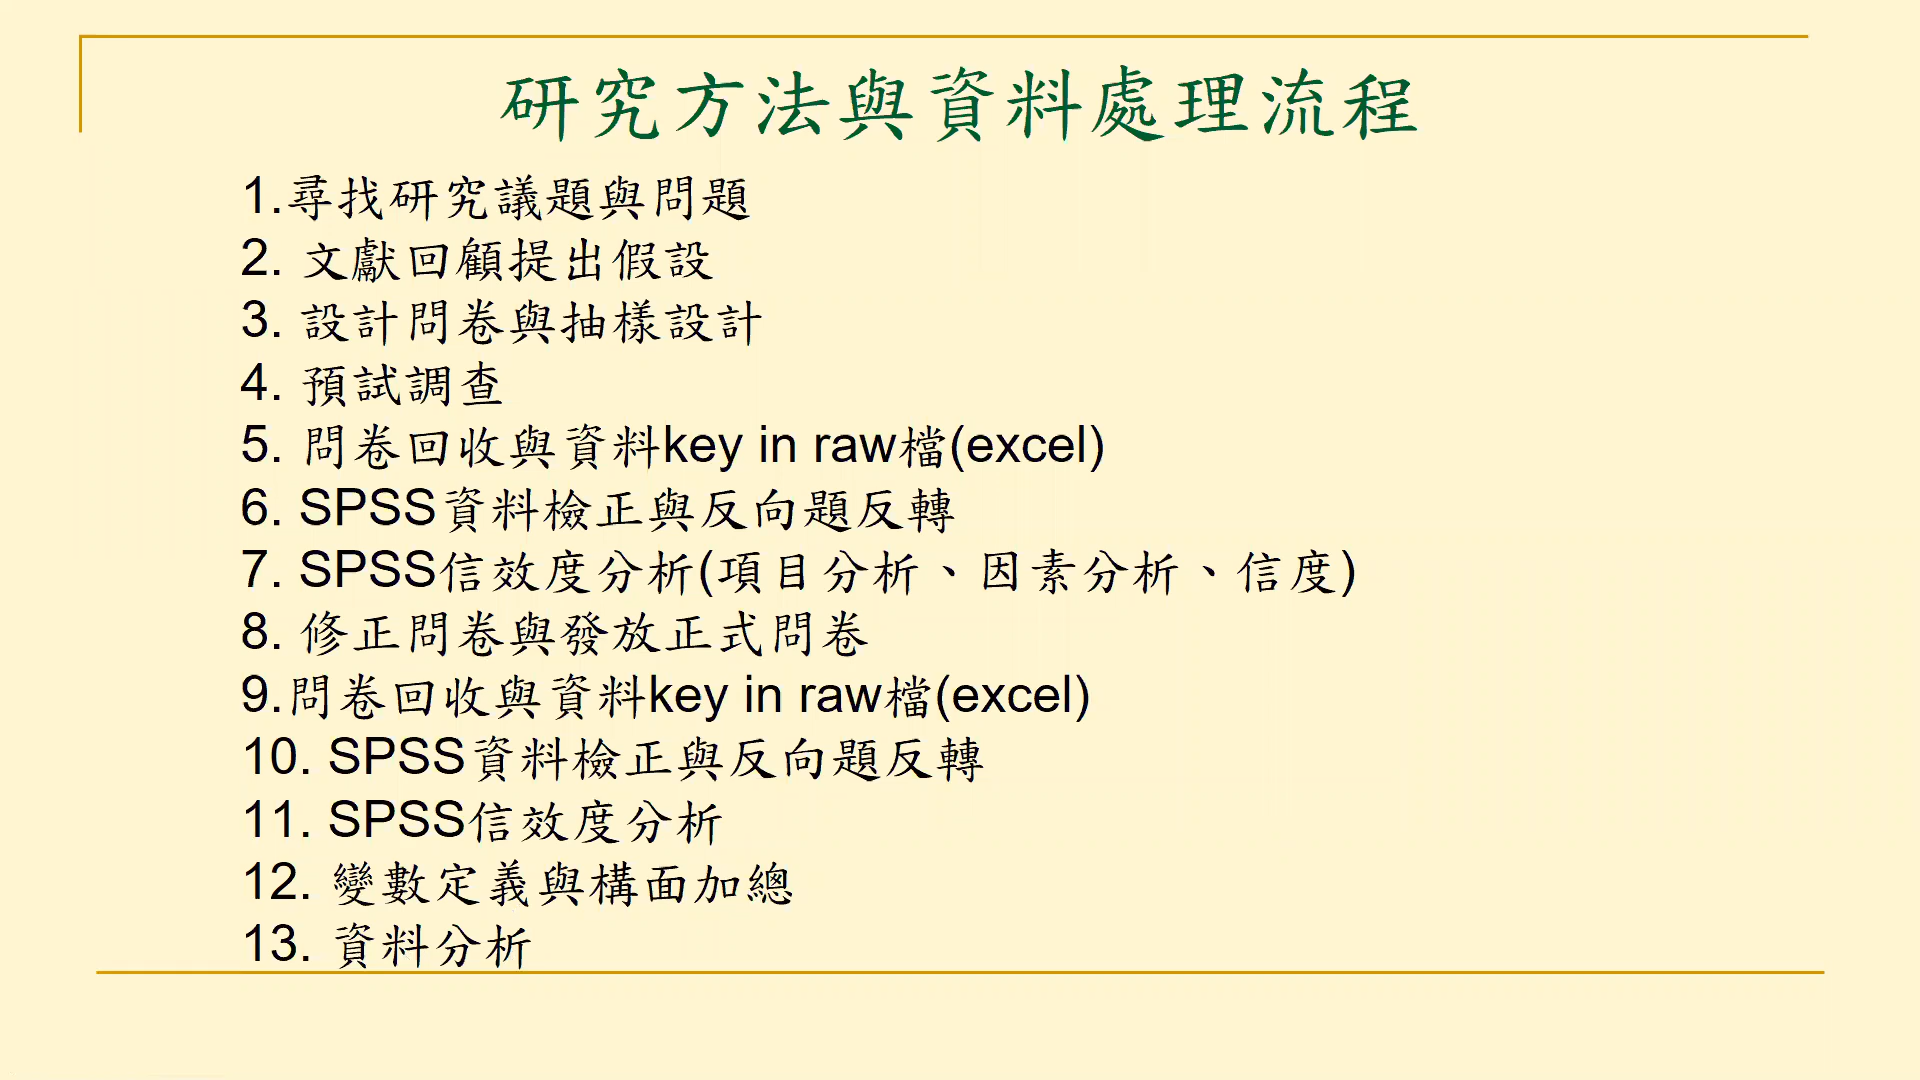 研究方法與資料處理流程
1.尋找研究議題與問題
2. 文獻回顧提出假設
3. 設計問卷與抽樣設計
4. 預試調查
5. 問卷回收與資料key in raw檔(excel)
6. SPSS資料檢正與反向題反轉
7. SPSS信效度分析(項目分析、因素分析、信度)
8. 修正問卷與發放正式問卷
9.問卷回收與資料key in raw檔(excel)
10. SPSS資料檢正與反向題反轉
11. SPSS信效度分析
12. 變數定義與構面加總
13. 資料分析